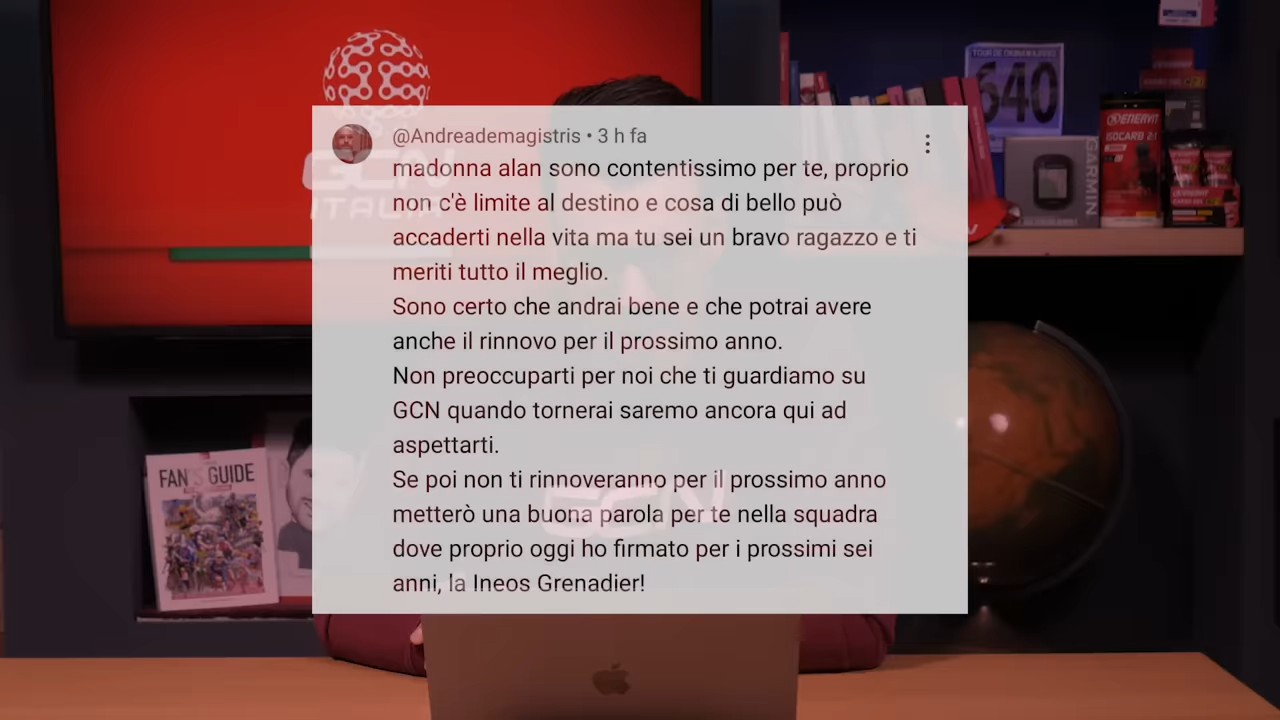 GCN
ITALIA
@Andreademagistris • 3 h fa
madonna alan sono contentissimo per te, proprio
non c'è limite al destino e cosa di bello può
accaderti nella vita ma tu sei un bravo ragazzo e ti
meriti tutto il meglio.
Sono certo che andrai bene e che potrai avere
anche il rinnovo per il prossimo anno.
Non preoccuparti per noi che ti guardiamo su
GCN quando tornerai saremo ancora qui ad
aspettarti.
Se poi non ti rinnoveranno per il prossimo anno
metterò una buona parola per te nella squadra
dove proprio oggi ho firmato per i prossimi sei
anni, la Ineos Grenadier!
GCN
640
ENERVIT
ISOCARB 2:1
GARMIN
FAN'S GUIDE